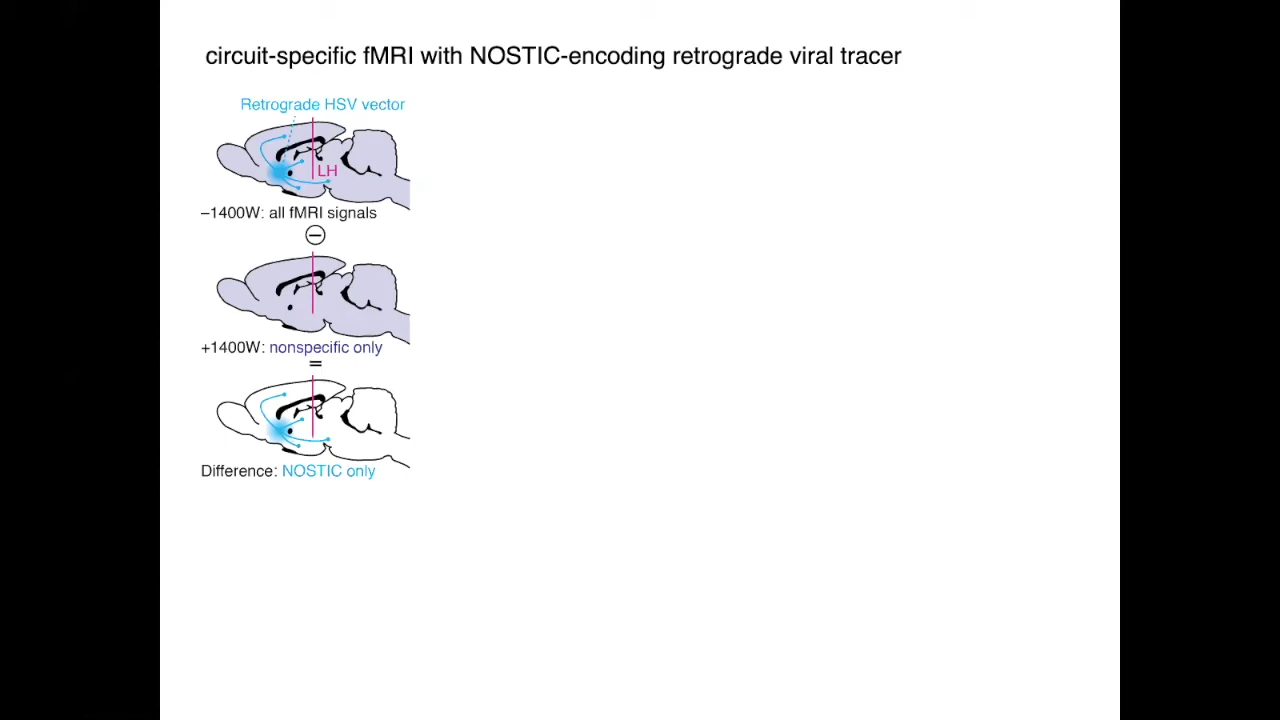 circuit-specific fMRI with NOSTIC-encoding retrograde viral tracer
Retrograde HSV vector
LH
–1400W: all fMRI signals
−
+1400W: nonspecific only
=
Difference: NOSTIC only